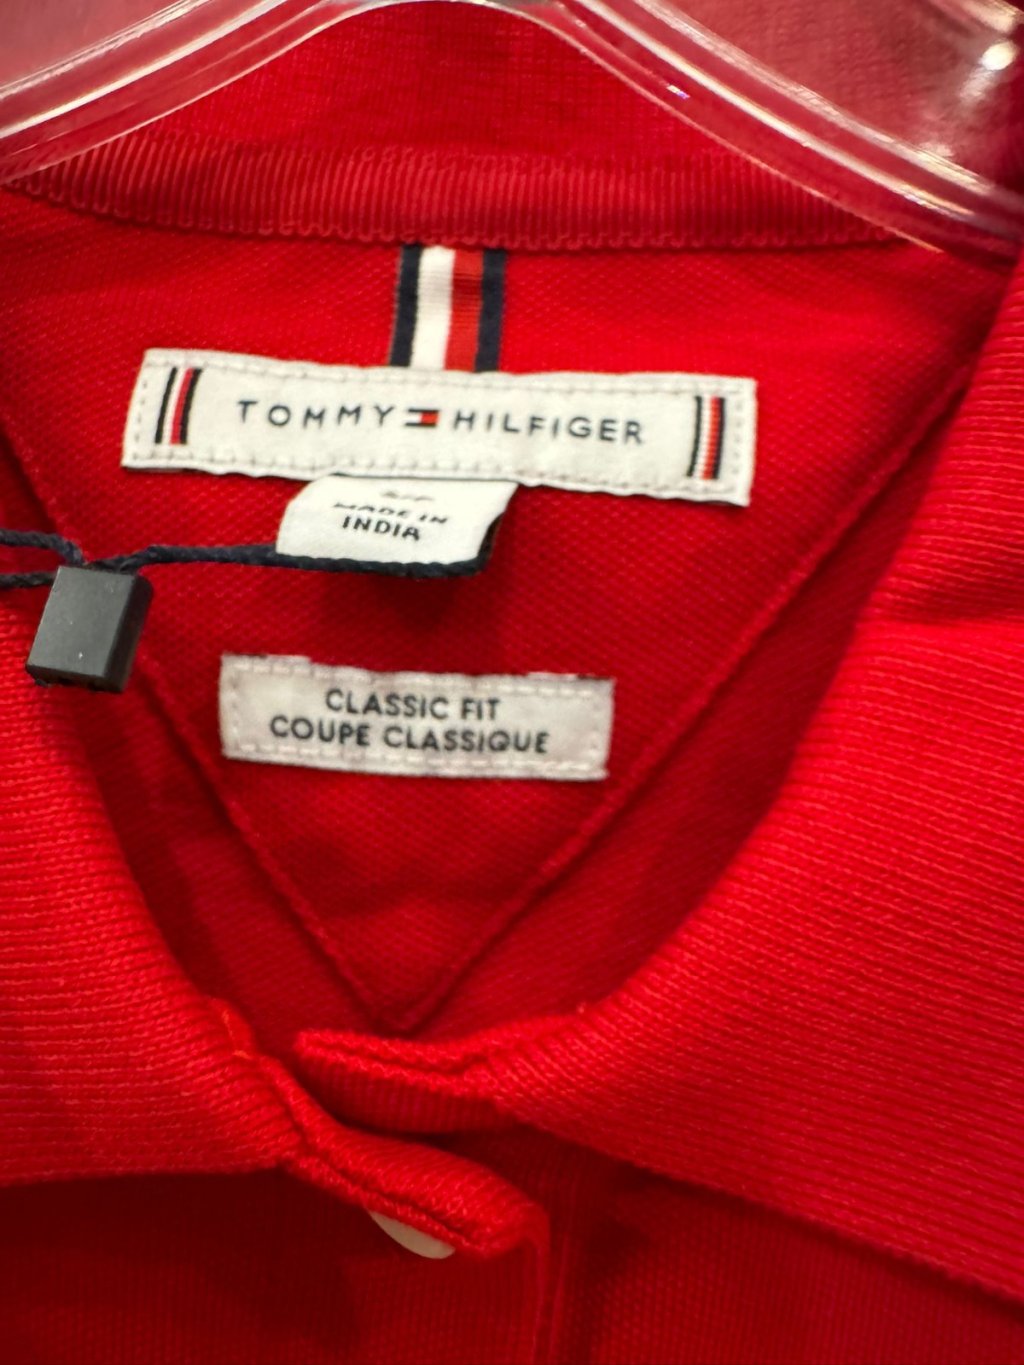 TOMMY HILFIGER
MADE IN
INDIA
CLASSIC FIT
COUPE CLASSIQUE